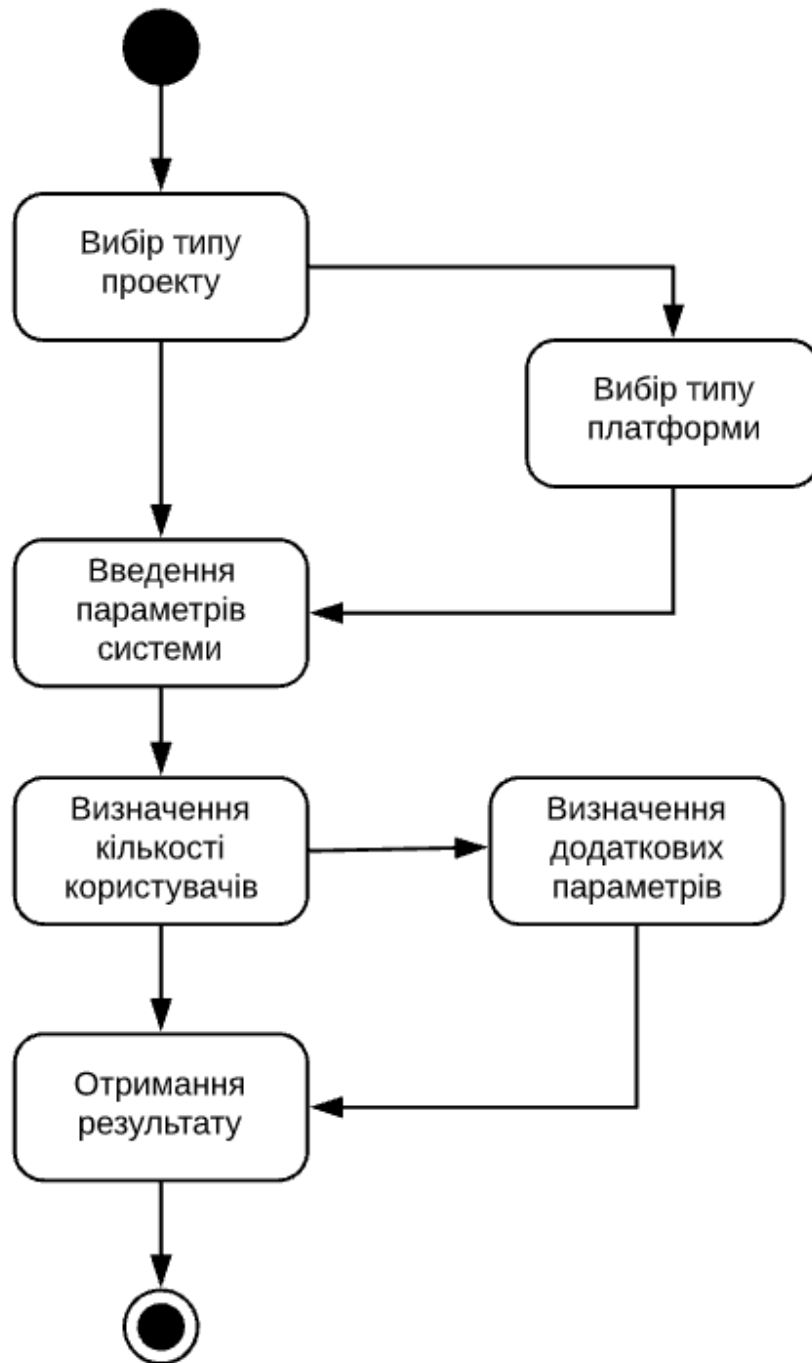 Вибір типу
проекту
Вибір типу
платформи
Введення
параметрів
системи
Визначення
кількості
користувачів
Визначення
додаткових
параметрів
Отримання
результату